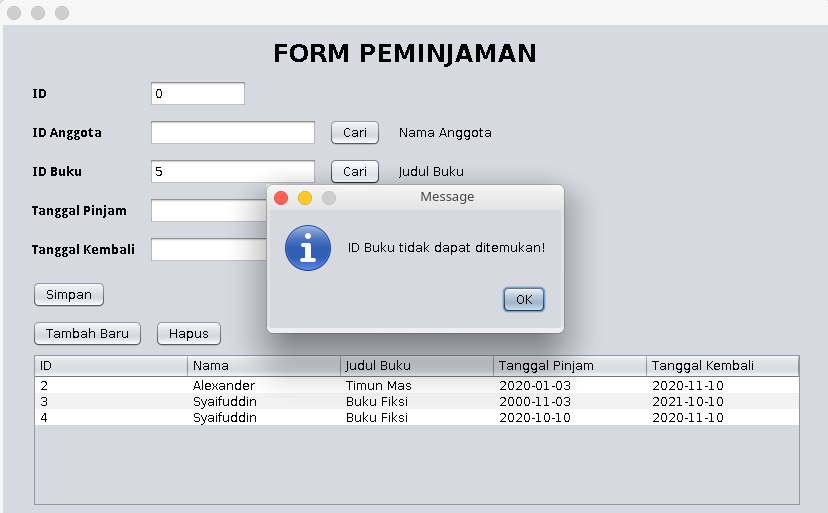 FORM PEMINJAMAN
ID 0
ID Anggota Cari Nama Anggota
ID Buku 5 Cari Judul Buku
Message
Tanggal Pinjam
ID Buku tidak dapat ditemukan!
Tanggal Kembali
Simpan
OK
Tambah Baru Hapus
ID Nama Judul Buku Tanggal Pinjam Tanggal Kembali
2 Alexander Timun Mas 2020-01-03 2020-11-10
3 Syaifuddin Buku Fiksi 2000-11-03 2021-10-10
4 Syaifuddin Buku Fiksi 2020-10-10 2020-11-10